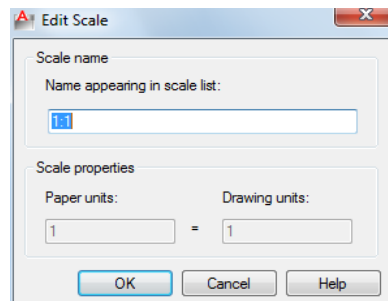 Edit Scale
Scale name
Name appearing in scale list:
1:1
Scale properties
Paper units: Drawing units:
1 = 1
OK Cancel Help